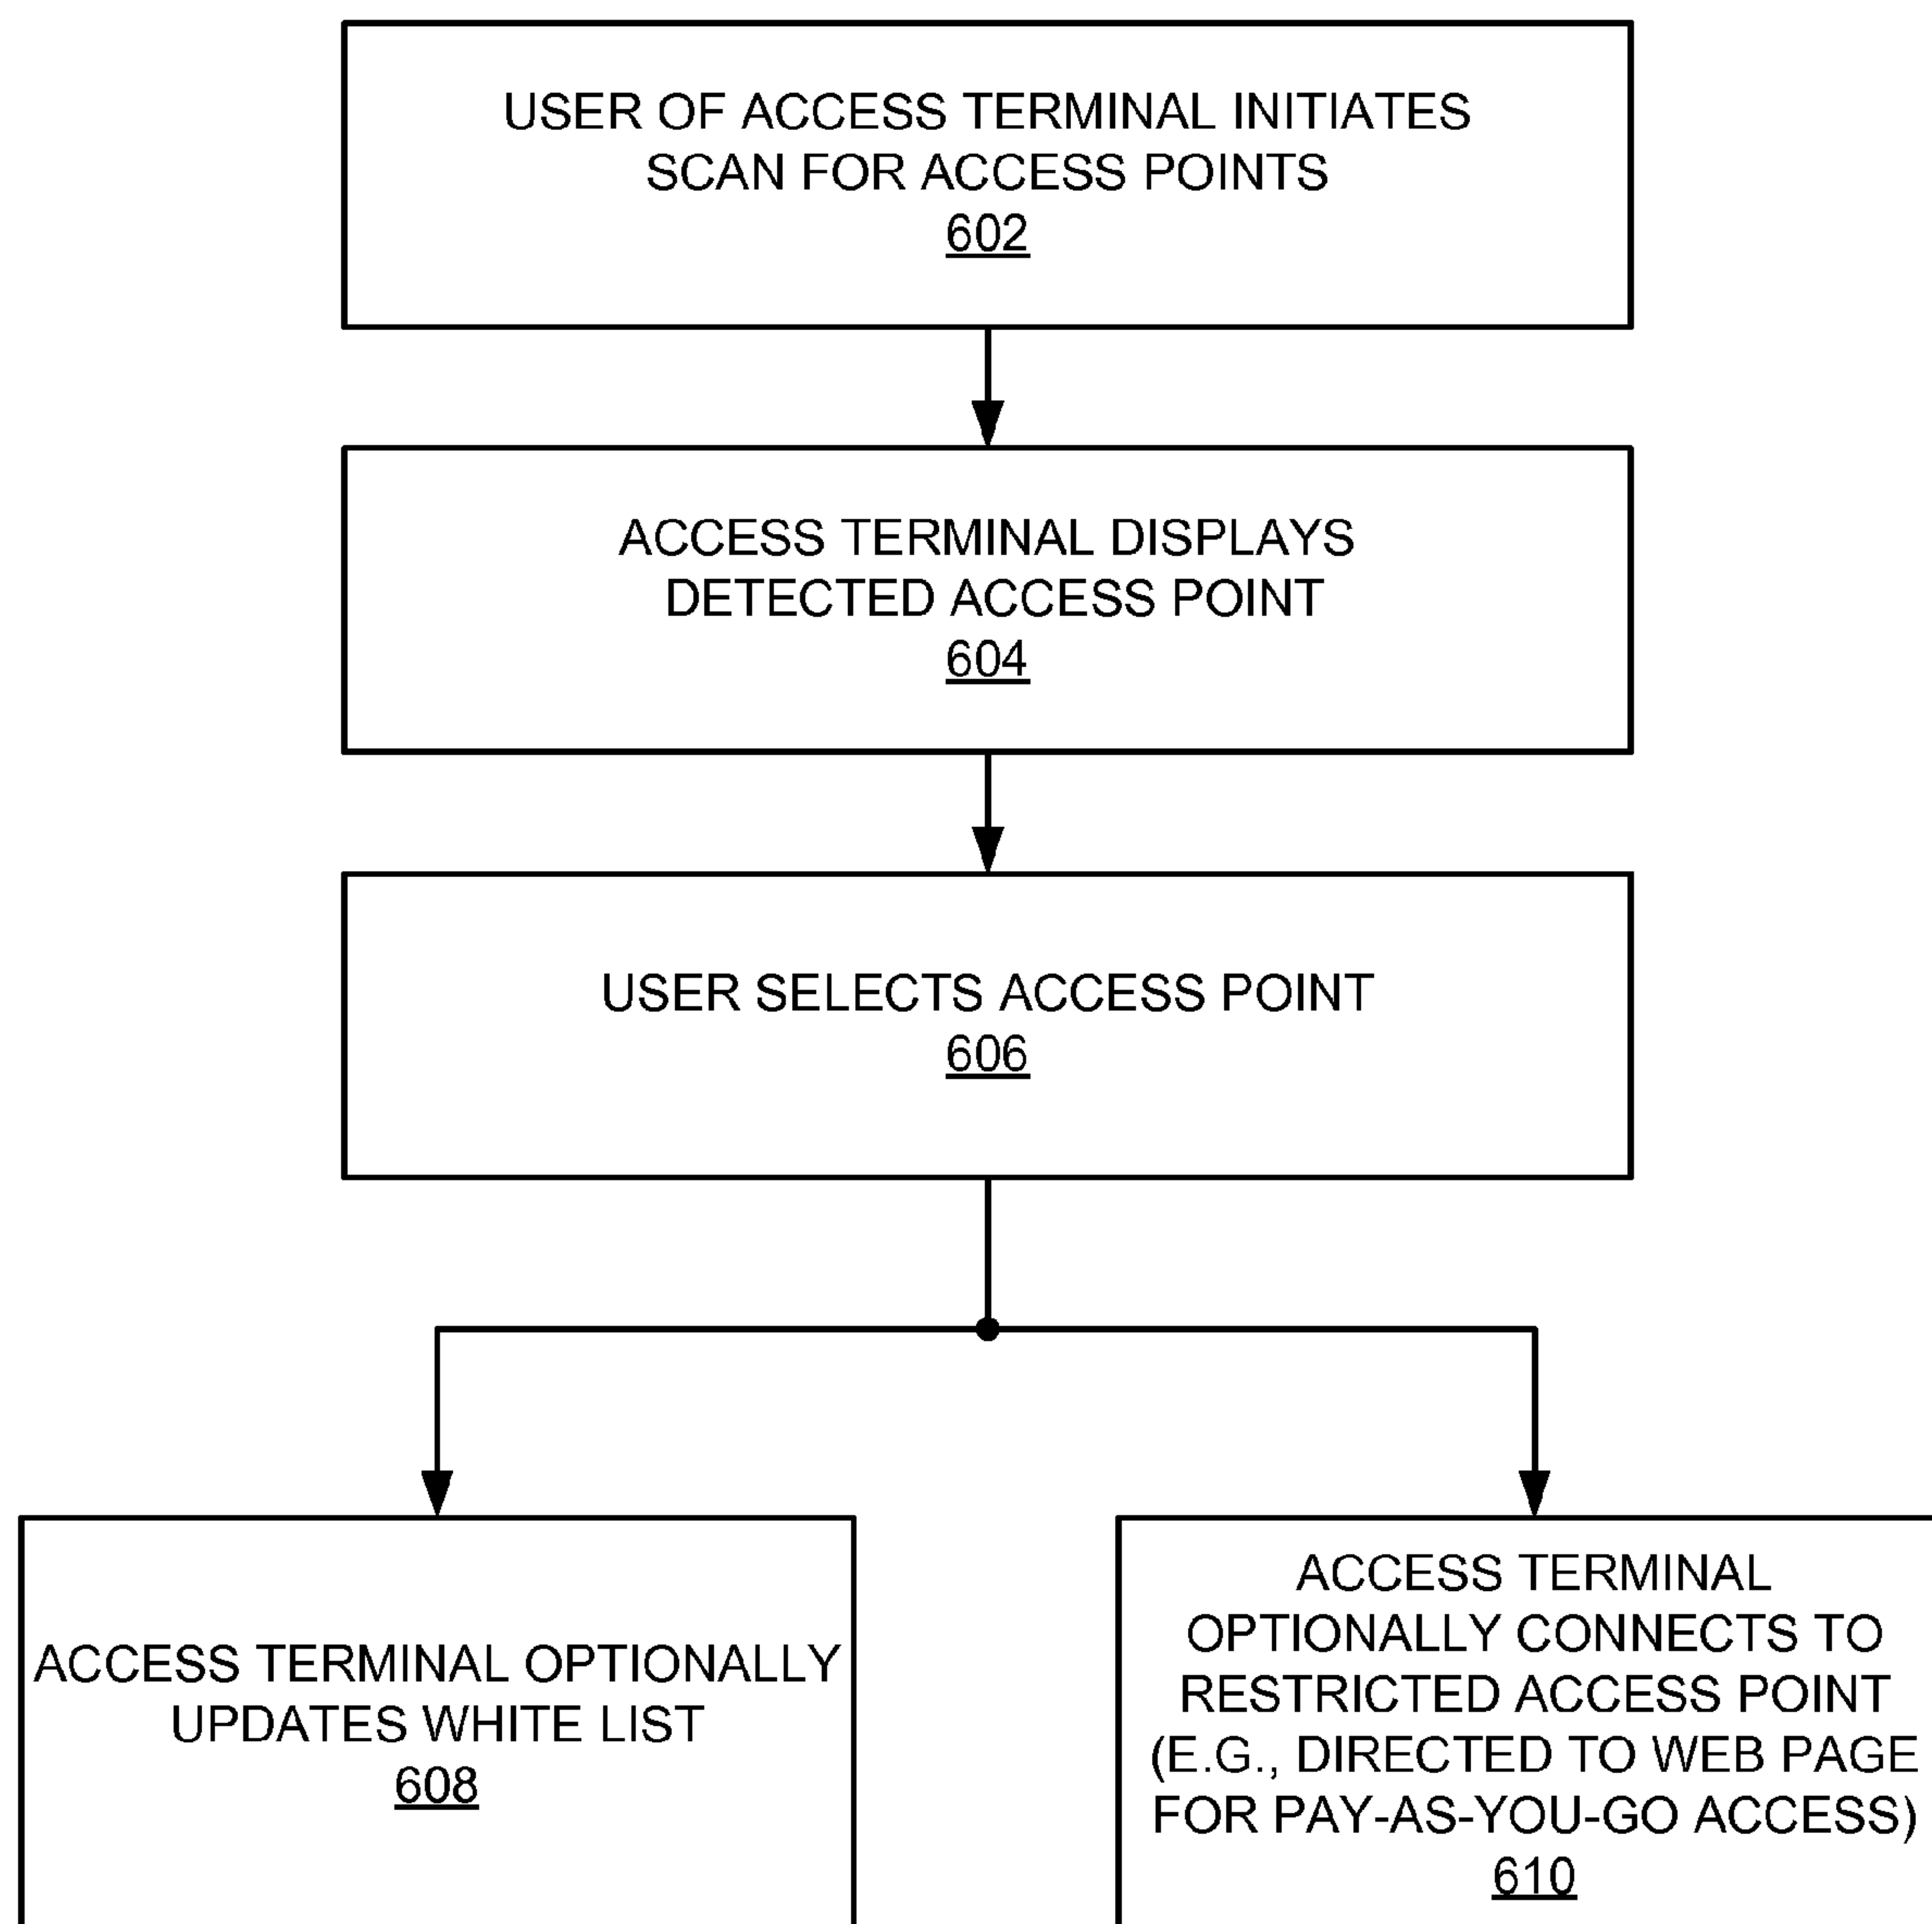 USER OF ACCESS TERMINAL INITIATES
SCAN FOR ACCESS POINTS
602
ACCESS TERMINAL DISPLAYS
DETECTED ACCESS POINT
604
USER SELECTS ACCESS POINT
606
ACCESS TERMINAL OPTIONALLY
UPDATES WHITE LIST
608
ACCESS TERMINAL
OPTIONALLY CONNECTS TO
RESTRICTED ACCESS POINT
(E.G., DIRECTED TO WEB PAGE
FOR PAY-AS-YOU-GO ACCESS)
610